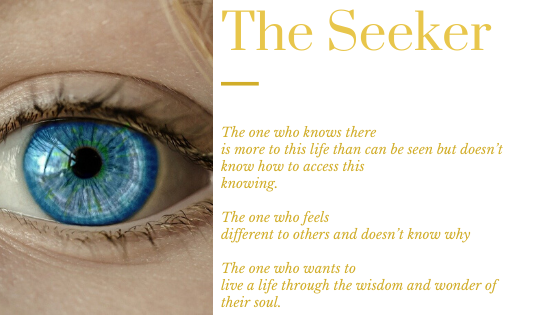 The Seeker
The one who knows there
is more to this life than can be seen but doesn't
know how to access this
knowing.
The one who feels
different to others and doesn't know why
The one who wants to
live a life through the wisdom and wonder of
their soul.